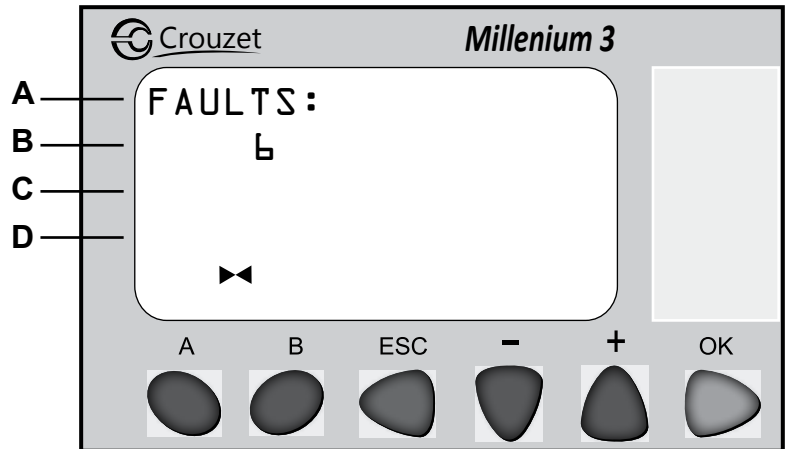 Crouzet Millenium 3
A FAULTS:
B 6
C
D
A B ESC - + OK